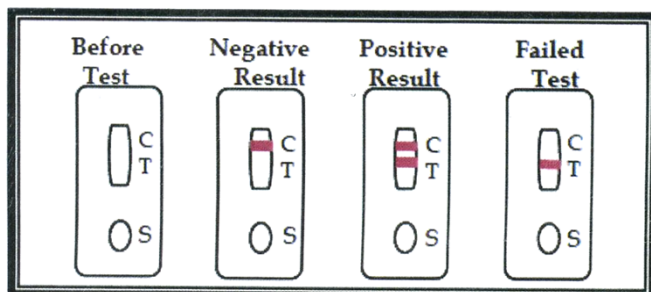 Before
Test
Negative
Result
Positive
Result
Failed
Test
C
T
S
C
T
S
C
T
S
C
T
S